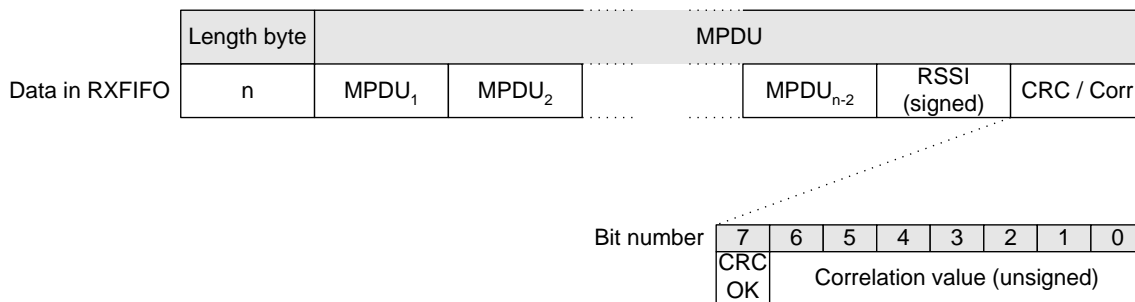 Length byte MPDU
Data in RXFIFO n MPDU1 MPDU2 MPDUn-2 RSSI (signed) CRC / Corr
Bit number 7 6 5 4 3 2 1 0
CRC OK Correlation value (unsigned)